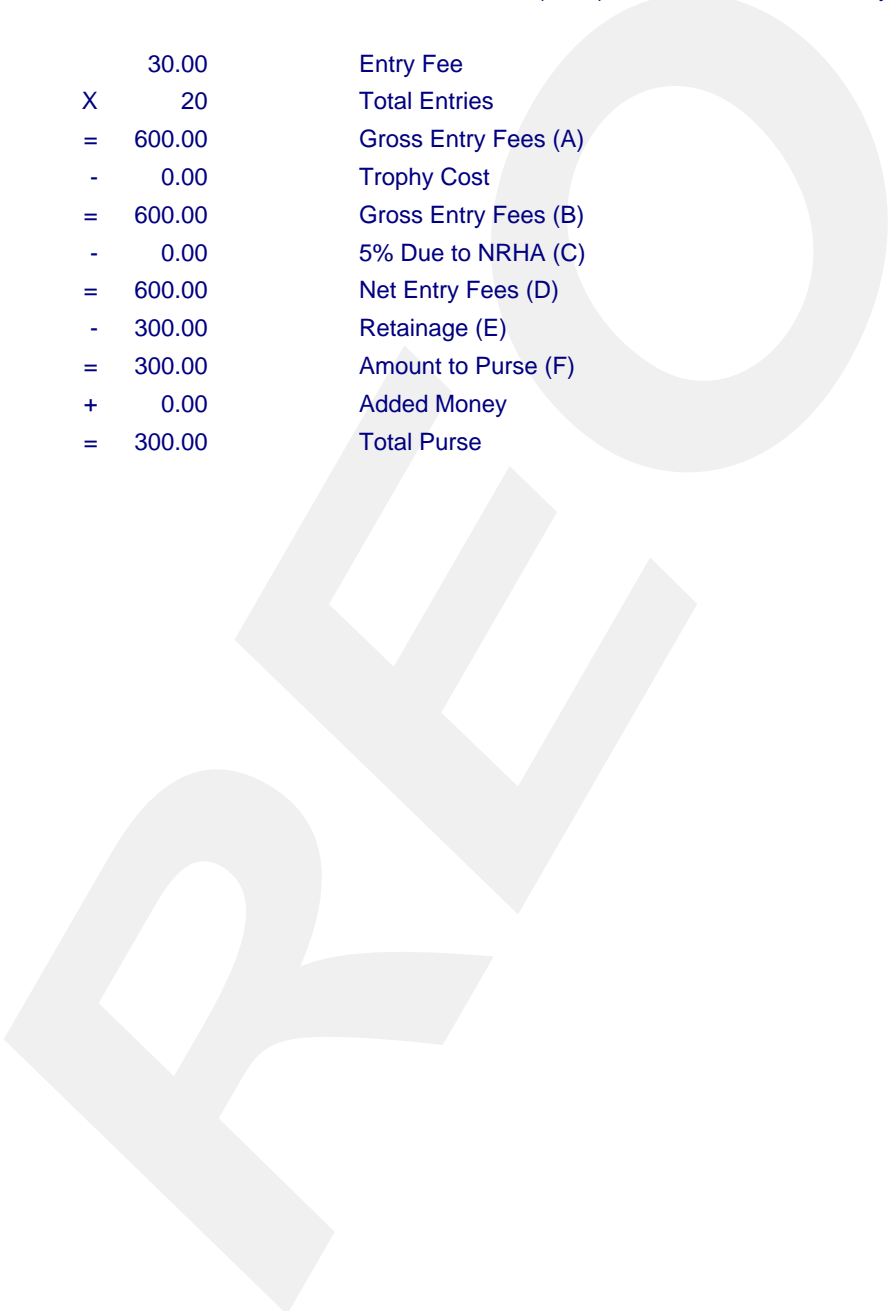 30.00 Entry Fee
X 20 Total Entries
= 600.00 Gross Entry Fees (A)
- 0.00 Trophy Cost
= 600.00 Gross Entry Fees (B)
- 0.00 5% Due to NRHA (C)
= 600.00 Net Entry Fees (D)
- 300.00 Retainage (E)
= 300.00 Amount to Purse (F)
+ 0.00 Added Money
= 300.00 Total Purse
REO